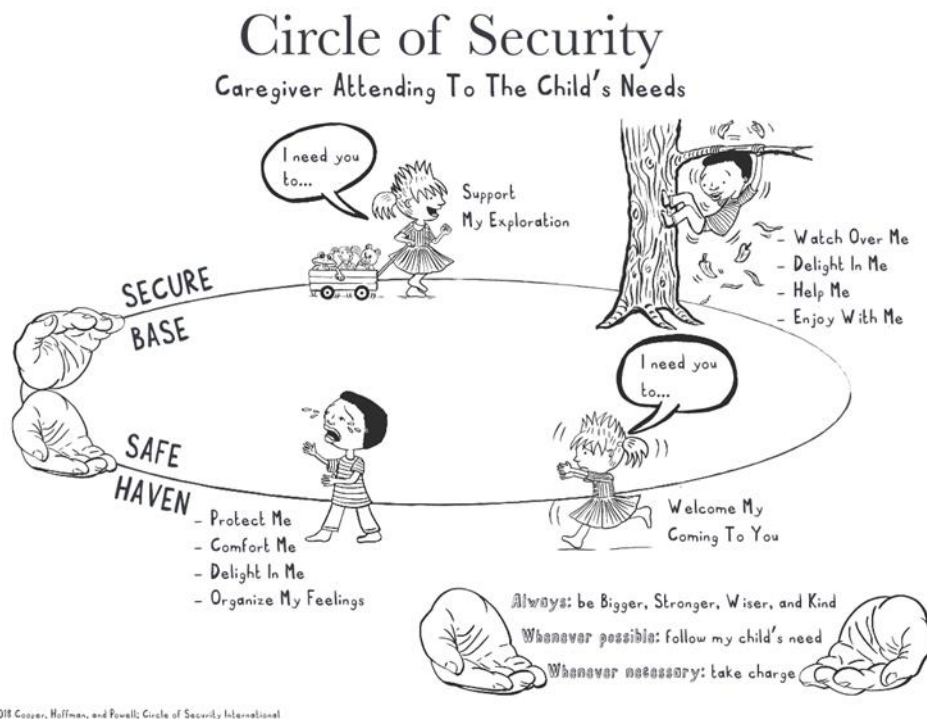 Circle of Security
Caregiver Attending To The Child's Needs
I need you
to...
Support
My Exploration
- Watch Over Me
- Delight In Me
- Help Me
- Enjoy With Me
SECURE
BASE
I need you
to...
Welcome My
Coming To You
SAFE
HAVEN
- Protect Me
- Comfort Me
- Delight In Me
- Organize My Feelings
Always: be Bigger, Stronger, Wiser, and Kind
Whenever possible: follow my child's need
Whenever necessary: take charge
018 Cooper, Hoffman, and Powell; Circle of Security International